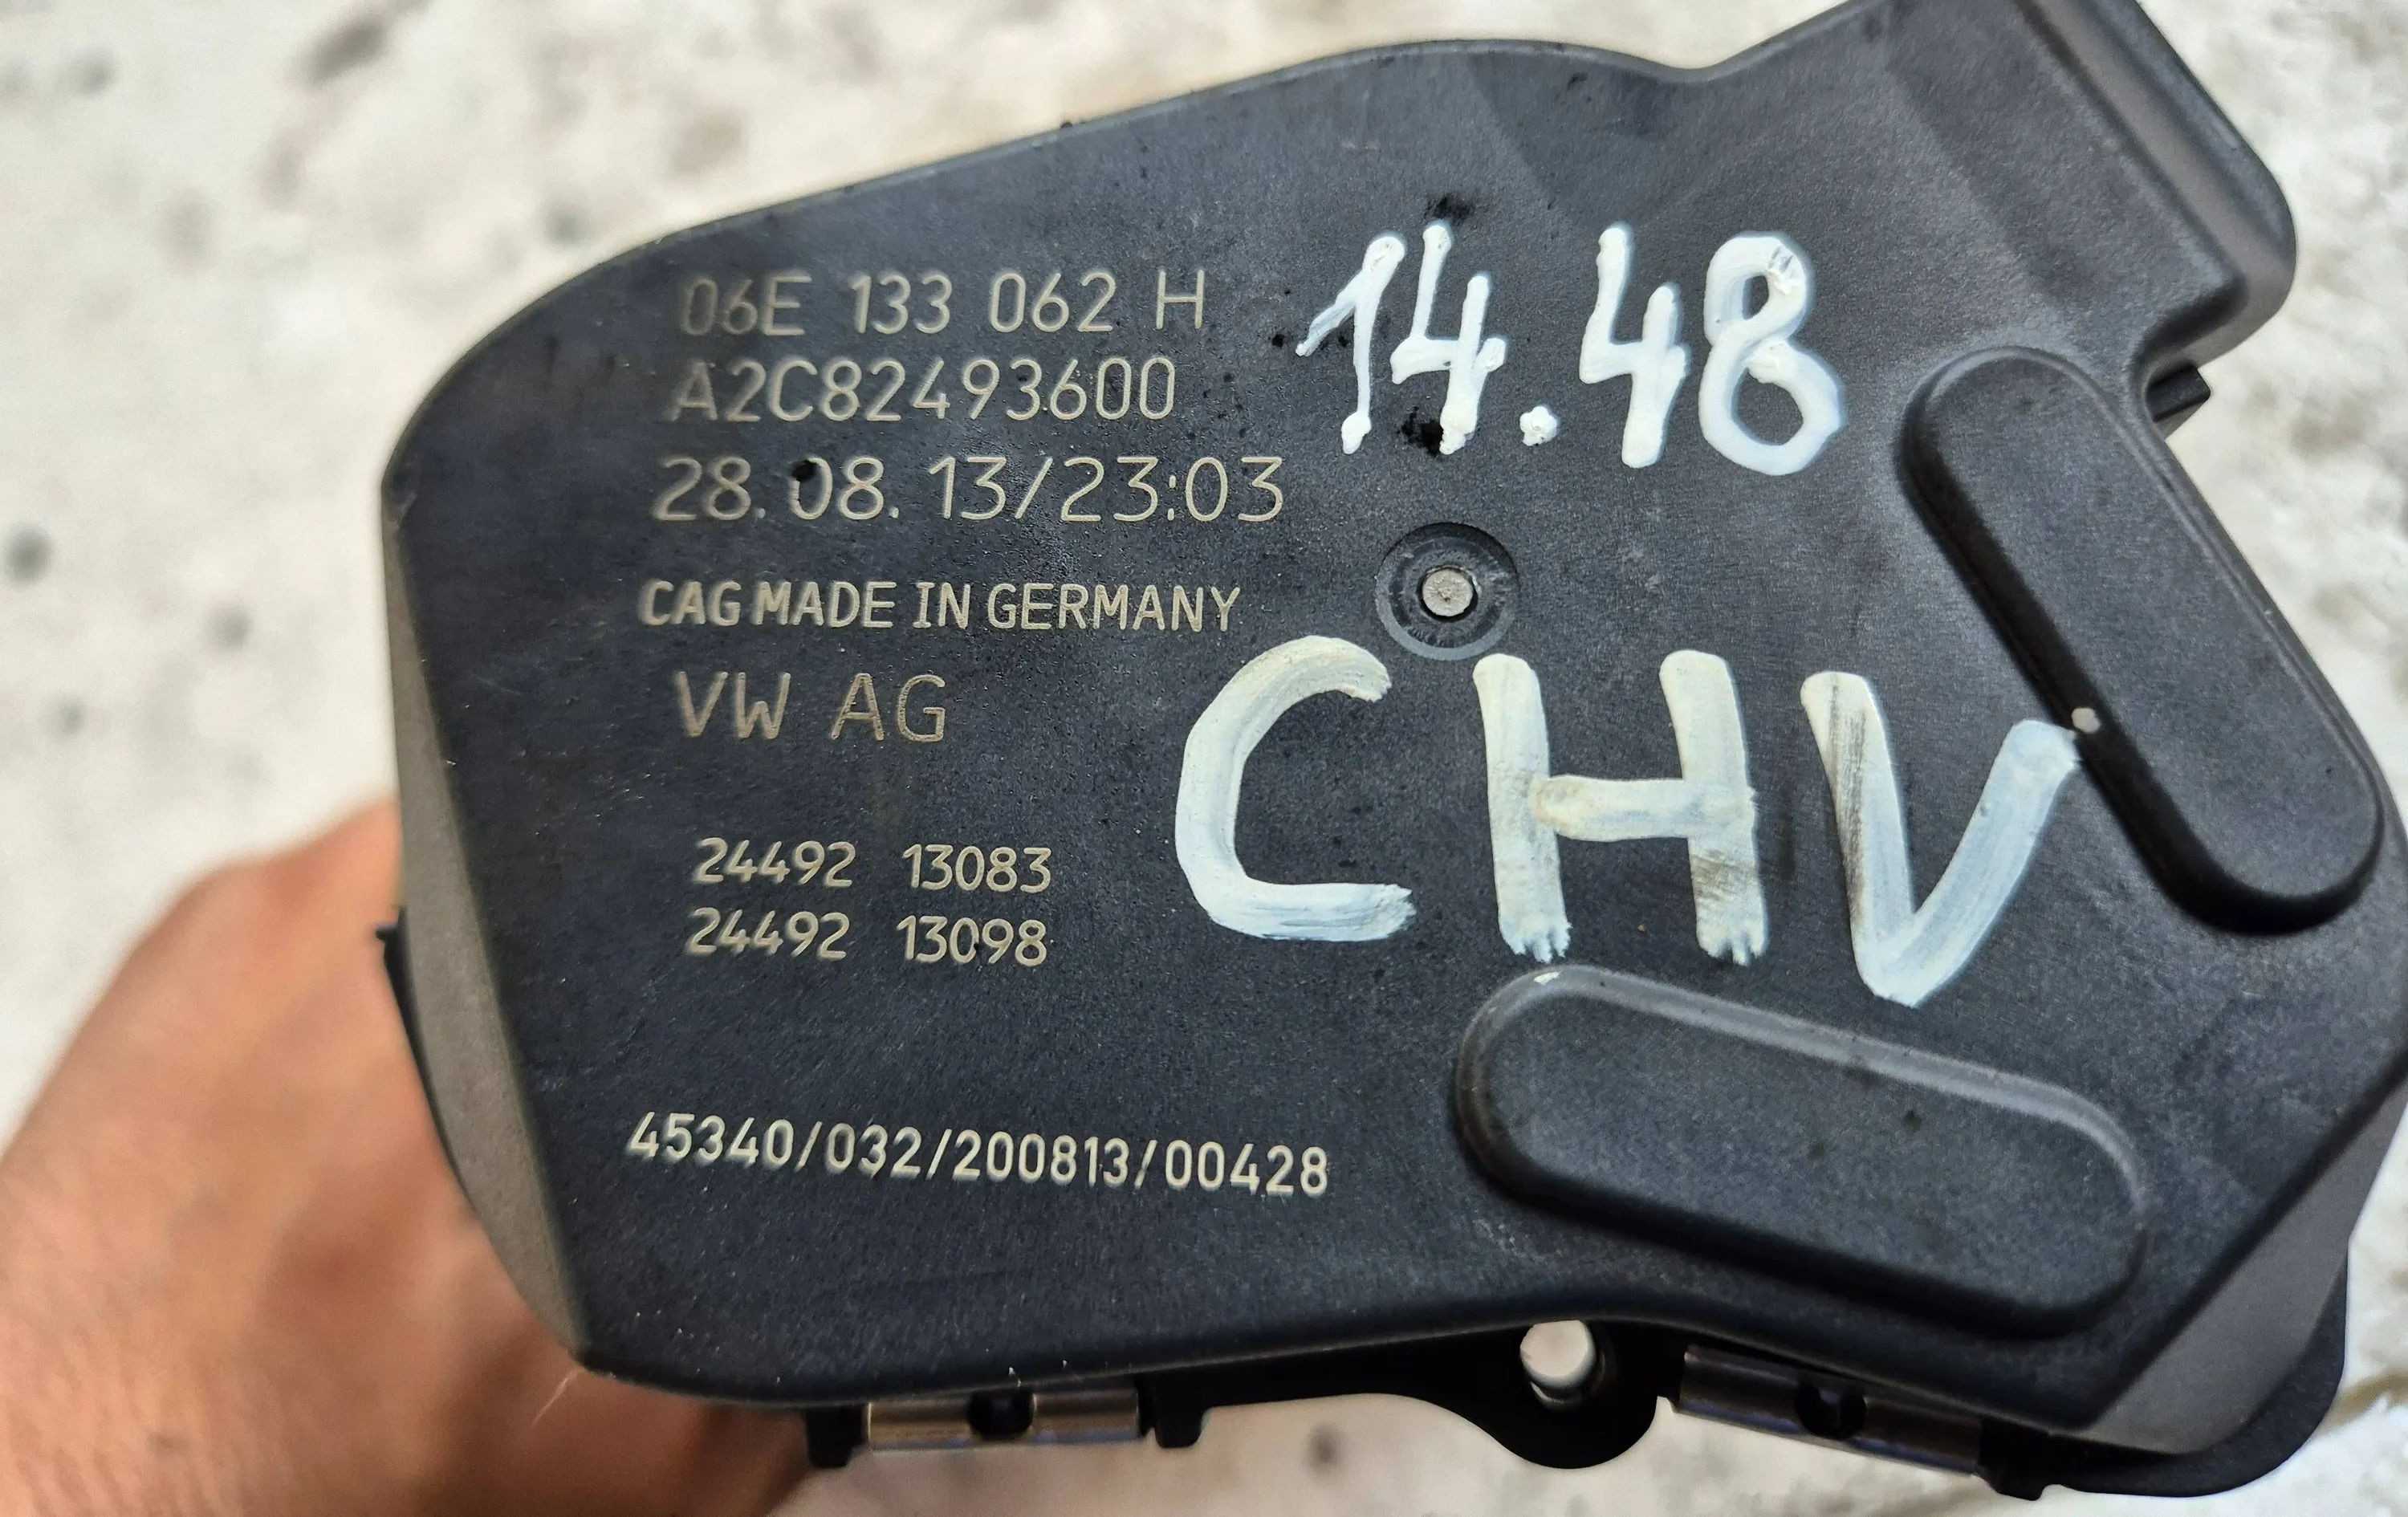 06E 133 062 H
A2C82493600
28.08.13/23:03
CAG MADE IN GERMANY
VW AG
24492 13083
24492 13098
45340/032/200813/00428
14.48
CHV